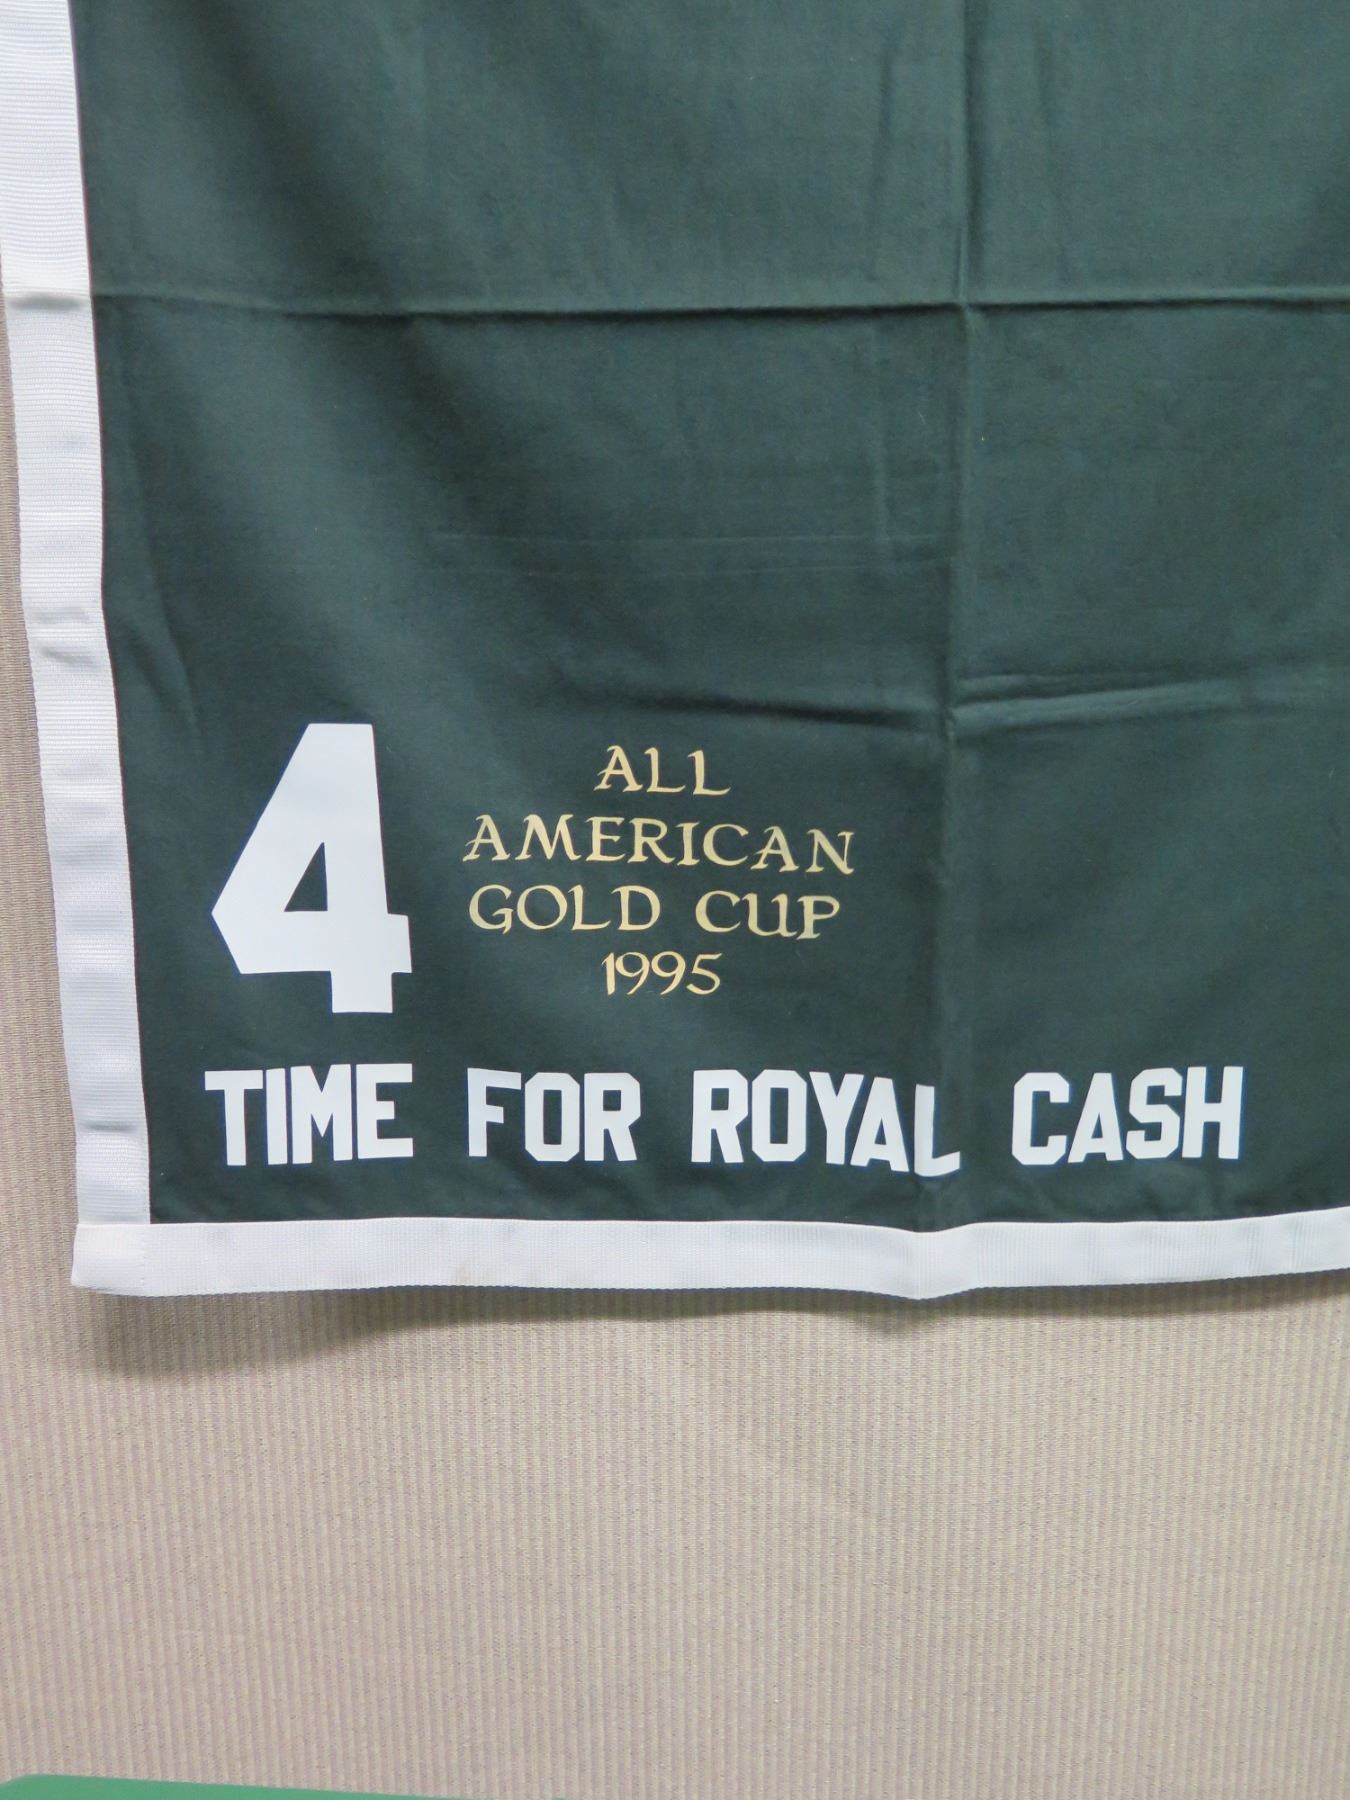 4
ALL
AMERICAN
GOLD CUP
1995
TIME FOR ROYAL CASH